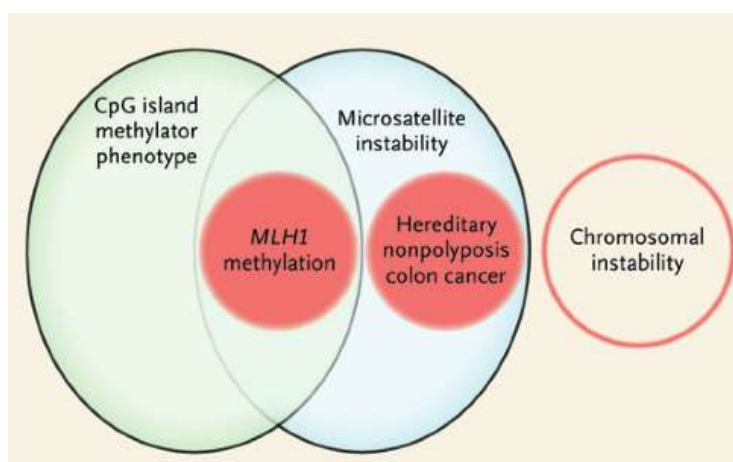 CpG island
methylator
phenotype
Microsatellite
instability
MLH1
methylation
Hereditary
nonpolyposis
colon cancer
Chromosomal
instability